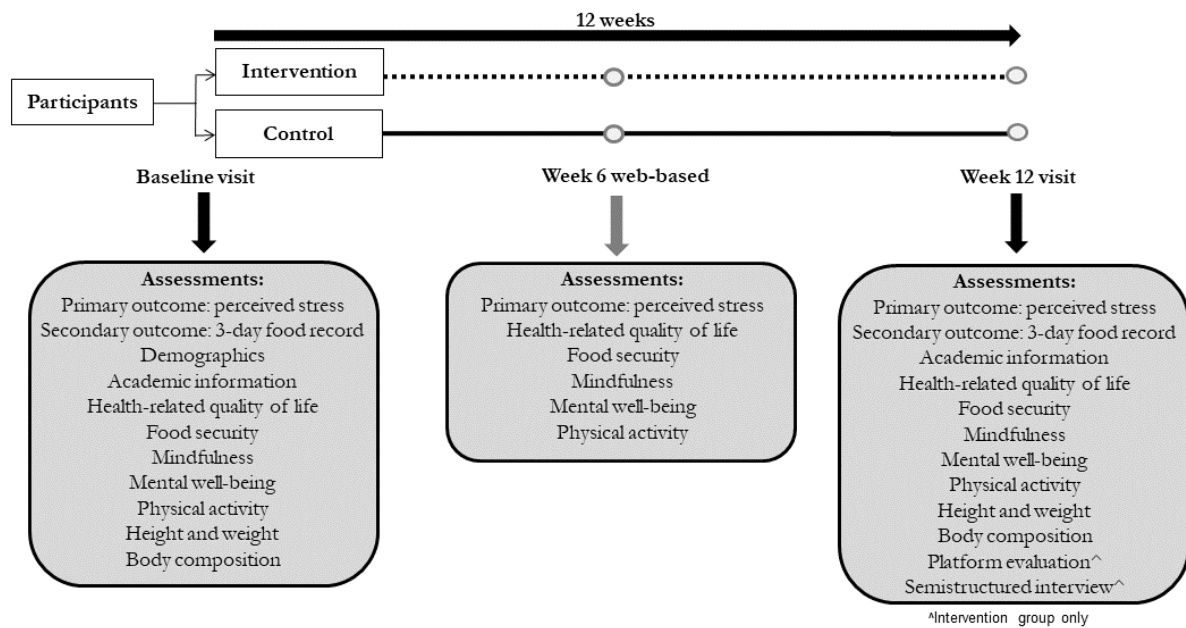 12 weeks
Participants
Intervention
Control
Baseline visit
Assessments:
Primary outcome: perceived stress
Secondary outcome: 3-day food record
Demographics
Academic information
Health-related quality of life
Food security
Mindfulness
Mental well-being
Physical activity
Height and weight
Body composition
Week 6 web-based
Assessments:
Primary outcome: perceived stress
Health-related quality of life
Food security
Mindfulness
Mental well-being
Physical activity
Week 12 visit
Assessments:
Primary outcome: perceived stress
Secondary outcome: 3-day food record
Academic information
Health-related quality of life
Food security
Mindfulness
Mental well-being
Physical activity
Height and weight
Body composition
Platform evaluation^
Semistructured interview^
^Intervention group only